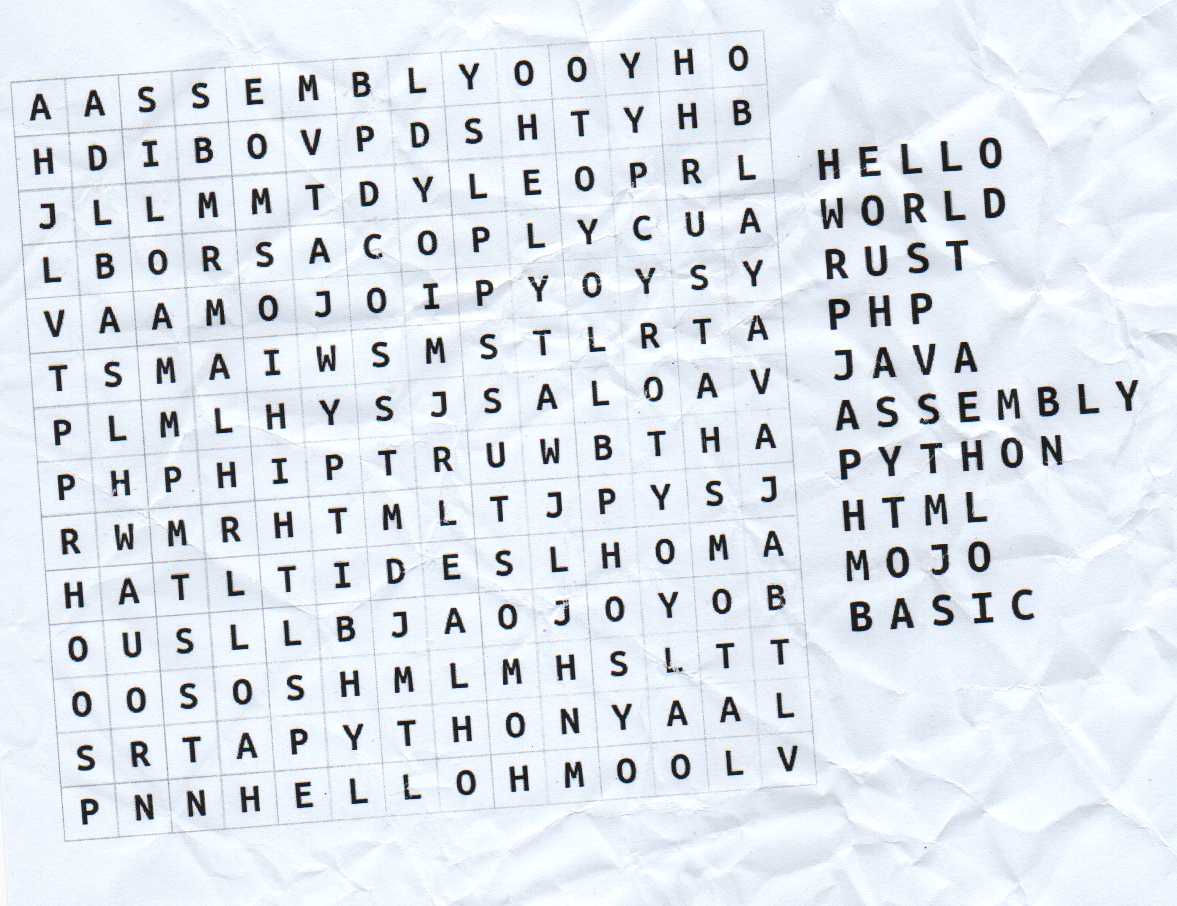 A A S S E M B L Y O O Y H O
H D I B O V P D S H T Y H B
J L L M M T D Y L E O P R L
L B O R S A C O P L Y C U A
V A A M O J O I P Y O Y S Y
T S M A I W S M S T L R T A
P L M L H Y S J S A L O A V
P H P H I P T R U W B T H A
R W M R H T M L T J P Y S J
H A T L T I D E S L H O M A
O U S L L B J A O J O Y O B
O O S O S H M L M H S L T T
S R T A P Y T H O N Y A A L
P N N H E L L O H M O O L V
HELLO
WORLD
RUST
PHP
JAVA
ASSEMBLY
PYTHON
HTML
MOJO
BASIC